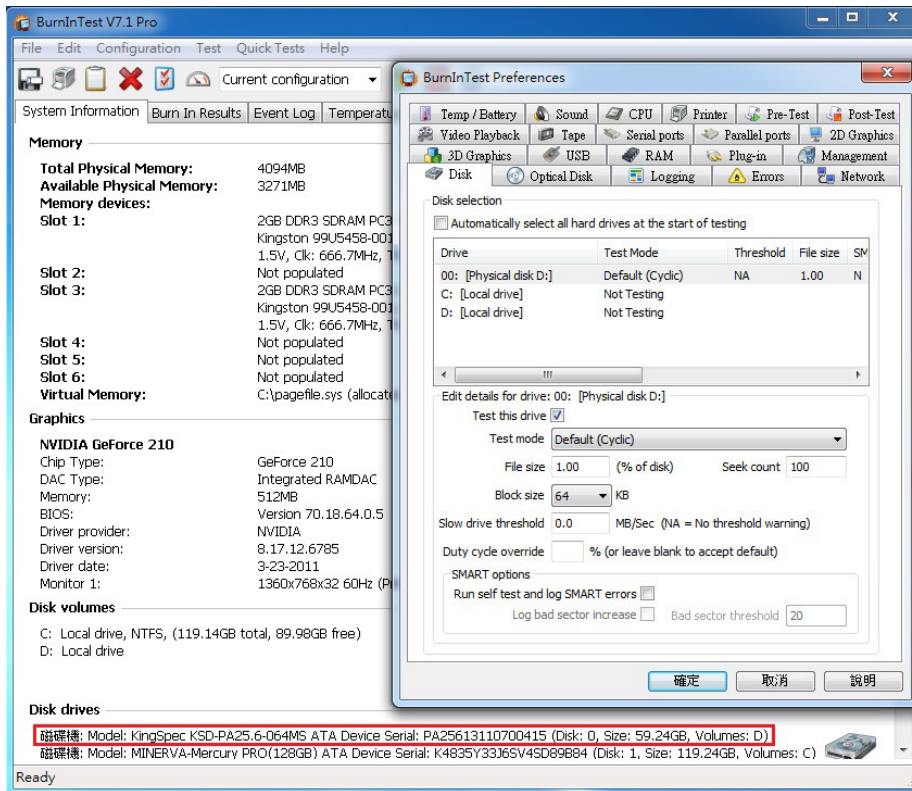 BurnInTest V7.1 Pro
File Edit Configuration Test Quick Tests Help
Current configuration
System Information Burn In Results Event Log Temperatu
Memory
Total Physical Memory: 4094MB
Available Physical Memory: 3271MB
Memory devices:
Slot 1: 2GB DDR3 SDRAM PC3
Kingston 99U5458-001
1.5V, Clk: 666.7MHz, T
Slot 2: Not populated
Slot 3: 2GB DDR3 SDRAM PC3
Kingston 99U5458-001
1.5V, Clk: 666.7MHz, T
Slot 4: Not populated
Slot 5: Not populated
Slot 6: Not populated
Virtual Memory: C:\pagefile.sys (allocate
Graphics
NVIDIA GeForce 210
Chip Type: GeForce 210
DAC Type: Integrated RAMDAC
Memory: 512MB
BIOS: Version 70.18.64.0.5
Driver provider: NVIDIA
Driver version: 8.17.12.6785
Driver date: 3-23-2011
Monitor 1: 1360x768x32 60Hz (Pr
Disk volumes
C: Local drive, NTFS, (119.14GB total, 89.98GB free)
D: Local drive
Disk drives
磁碟機: Model: KingSpec KSD-PA25.6-064MS ATA Device Serial: PA25613110700415 (Disk: 0, Size: 59.24GB, Volumes: D)
磁碟機: Model: MINERVA-Mercury PRO(128GB) ATA Device Serial: K4835Y33J6SV4SD89B84 (Disk: 1, Size: 119.24GB, Volumes: C)
Ready
BurnInTest Preferences
Temp / Battery Sound CPU Printer Pre-Test Post-Test
Video Playback Tape Serial ports Parallel ports 2D Graphics
3D Graphics USB RAM Plug-in Management
Disk Optical Disk Logging Errors Network
Disk selection
Automatically select all hard drives at the start of testing
Drive Test Mode Threshold File size SM
00: [Physical disk D:] Default (Cyclic) NA 1.00 N
C: [Local drive] Not Testing
D: [Local drive] Not Testing
Edit details for drive: 00: [Physical disk D:]
Test this drive
Test mode Default (Cyclic)
File size 1.00 (% of disk) Seek count 100
Block size 64 KB
Slow drive threshold 0.0 MB/Sec (NA = No threshold warning)
Duty cycle override % (or leave blank to accept default)
SMART options
Run self test and log SMART errors
Log bad sector increase Bad sector threshold 20
確定 取消 說明